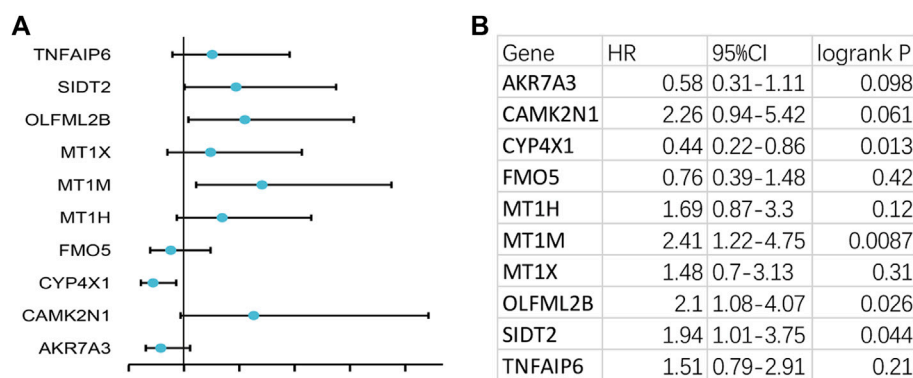 A
TNFAIP6
SIDT2
OLFML2B
MT1X
MT1M
MT1H
FMO5
CYP4X1
CAMK2N1
AKR7A3
B
Gene HR 95%CI logrank P
AKR7A3 0.58 0.31-1.11 0.098
CAMK2N1 2.26 0.94-5.42 0.061
CYP4X1 0.44 0.22-0.86 0.013
FMO5 0.76 0.39-1.48 0.42
MT1H 1.69 0.87-3.3 0.12
MT1M 2.41 1.22-4.75 0.0087
MT1X 1.48 0.7-3.13 0.31
OLFML2B 2.1 1.08-4.07 0.026
SIDT2 1.94 1.01-3.75 0.044
TNFAIP6 1.51 0.79-2.91 0.21